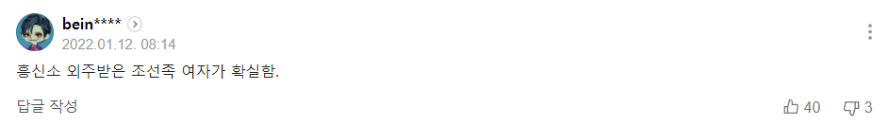 bein****
2022.01.12. 08:14
흥신소 외주받은 조선족 여자가 확실함.
답글 작성
40 3